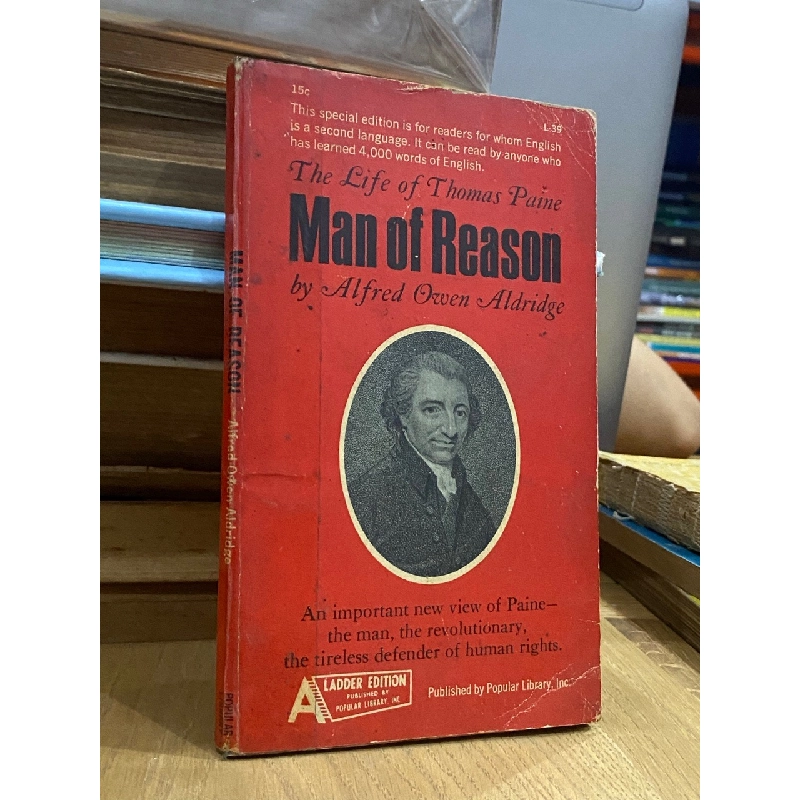 15c
L-39
This special edition is for readers for whom English
is a second language. It can be read by anyone who
has learned 4,000 words of English.
The Life of Thomas Paine
Man of Reason
by Alfred Owen Aldridge
An important new view of Paine—
the man, the revolutionary,
the tireless defender of human rights.
A LADDER EDITION
PUBLISHED BY
POPULAR LIBRARY, INC
Published by Popular Library, Inc.
MAN OF REASON Alfred Owen Aldridge
POPULAR